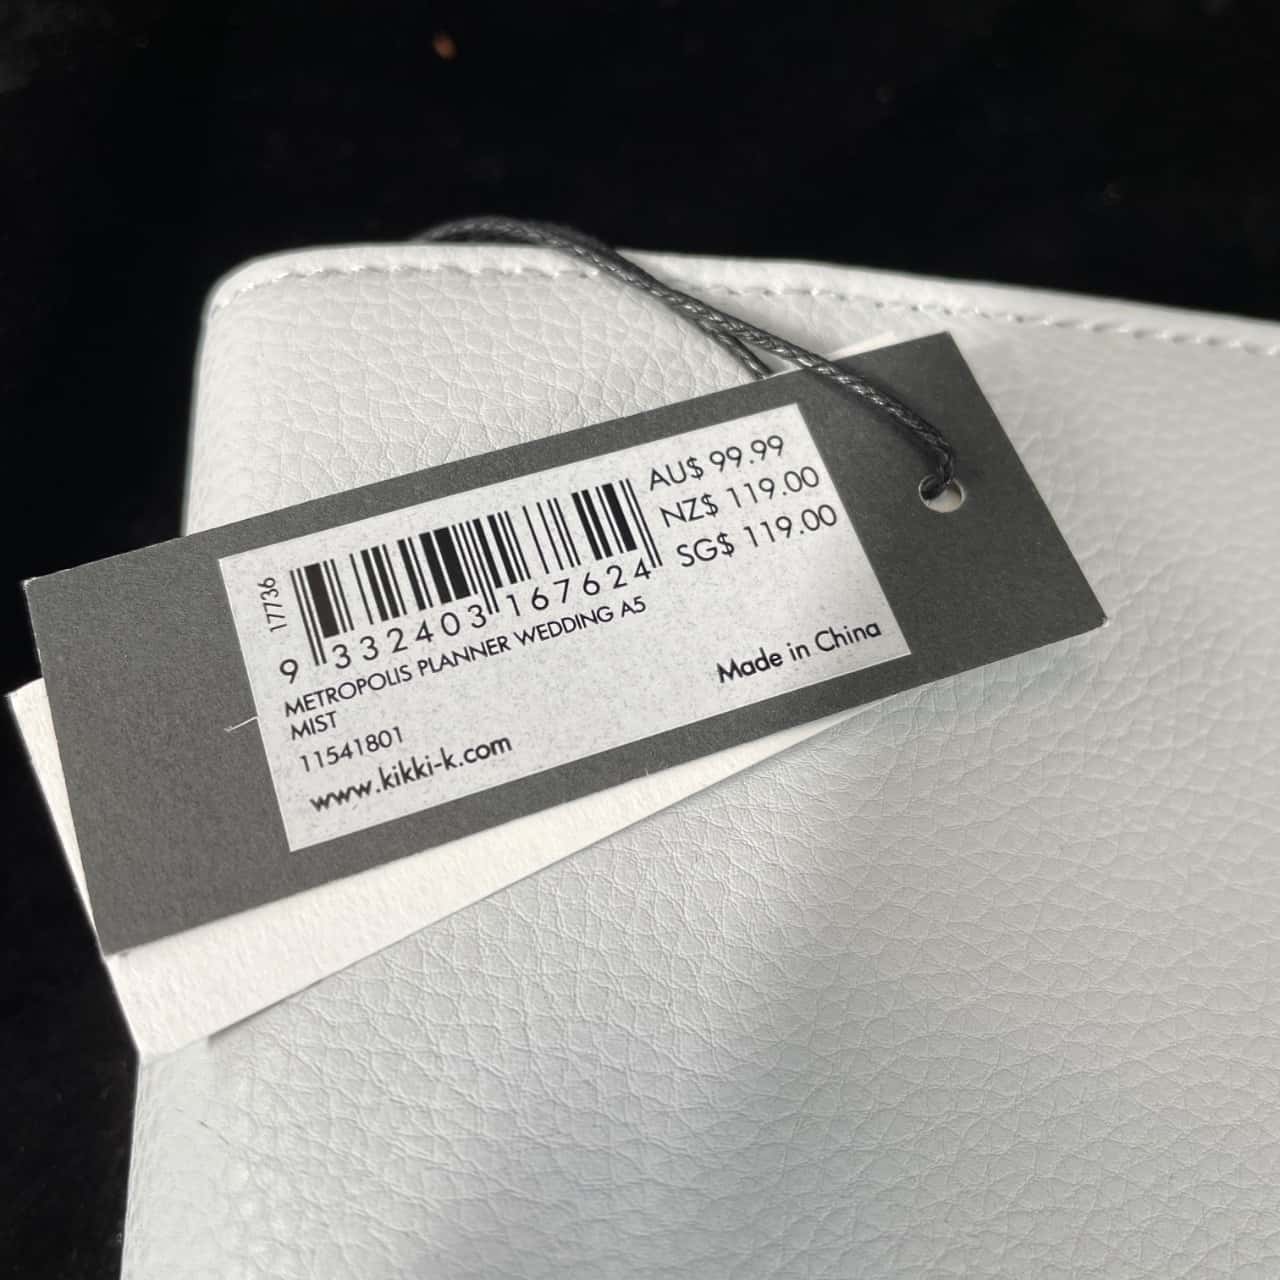 17736
9 332403 167624
AU$ 99.99
NZ$ 119.00
SG$ 119.00
METROPOLIS PLANNER WEDDING A5
MIST
11541801
www.kikki-k.com
Made in China